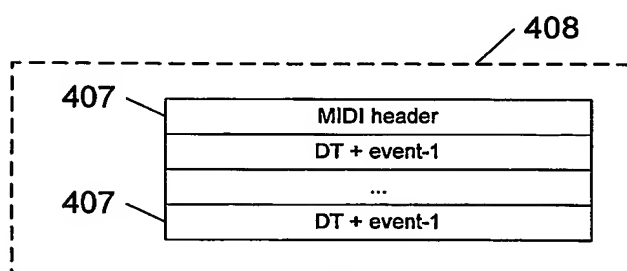 408
407
MIDI header
DT + event-1
...
407
DT + event-1